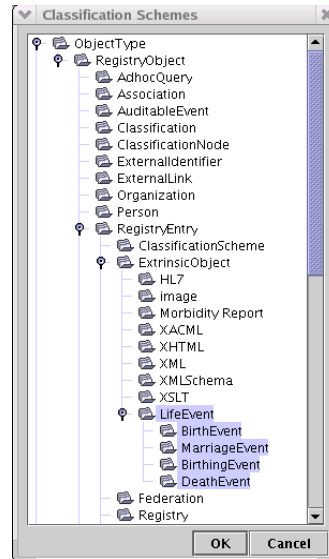 Classification Schemes
ObjectType
RegistryObject
AdhocQuery
Association
AuditableEvent
Classification
ClassificationNode
ExternalIdentifier
ExternalLink
Organization
Person
RegistryEntry
ClassificationScheme
ExtrinsicObject
HL7
image
Morbidity Report
XACML
XHTML
XML
XMLSchema
XSLT
LifeEvent
BirthEvent
MarriageEvent
BirthingEvent
DeathEvent
Federation
Registry
OK Cancel